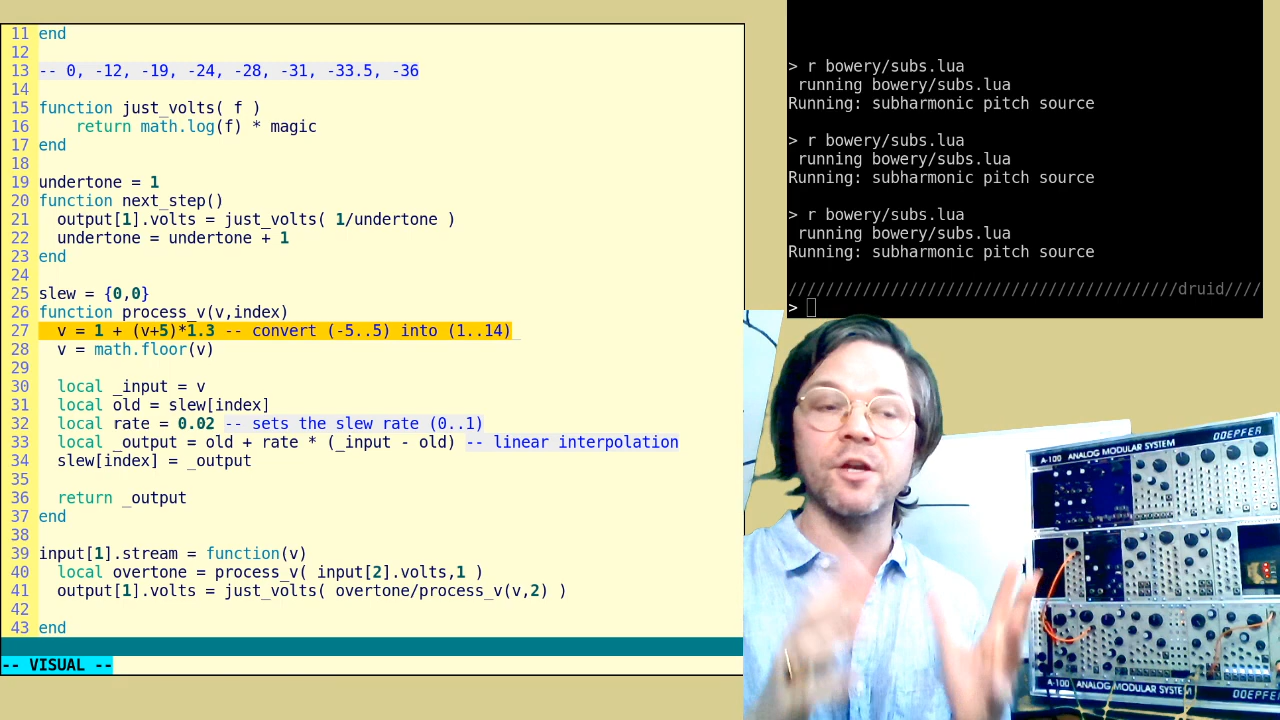 11 end
12
13 -- 0, -12, -19, -24, -28, -31, -33.5, -36
14
15 function just_volts( f )
16     return math.log(f) * magic
17 end
18
19 undertone = 1
20 function next_step()
21   output[1].volts = just_volts( 1/undertone )
22   undertone = undertone + 1
23 end
24
25 slew = {0,0}
26 function process_v(v,index)
27   v = 1 + (v+5)*1.3 -- convert (-5..5) into (1..14)
28   v = math.floor(v)
29
30   local _input = v
31   local old = slew[index]
32   local rate = 0.02 -- sets the slew rate (0..1)
33   local _output = old + rate * (_input - old) -- linear interpolation
34   slew[index] = _output
35
36   return _output
37 end
38
39 input[1].stream = function(v)
40   local overtone = process_v( input[2].volts,1 )
41   output[1].volts = just_volts( overtone/process_v(v,2) )
42
43 end
-- VISUAL --
> r bowery/subs.lua
 running bowery/subs.lua
Running: subharmonic pitch source
> r bowery/subs.lua
 running bowery/subs.lua
Running: subharmonic pitch source
> r bowery/subs.lua
 running bowery/subs.lua
Running: subharmonic pitch source
//////////////////////////////////////////druid////
>
A-100 ANALOG MODULAR SYSTEM DOEPFER
A-100 ANALOG MODULAR SYSTEM DOEPFER